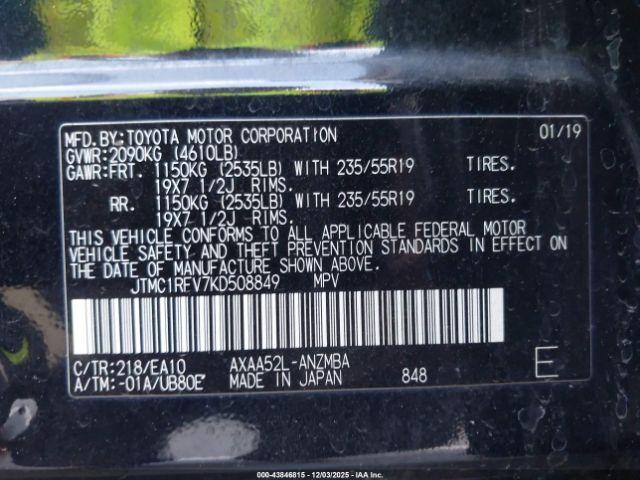 MFD.BY:TOYOTA MOTOR CORPORATION 01/19
GVWR:2090KG (4610LB)
GAWR:FRT. 1150KG (2535LB) WITH 235/55R19 TIRES.
19X7 1/2J RIMS.
RR. 1150KG (2535LB) WITH 235/55R19 TIRES.
19X7 1/2J RIMS.
THIS VEHICLE CONFORMS TO ALL APPLICABLE FEDERAL MOTOR
VEHICLE SAFETY AND THEFT PREVENTION STANDARDS IN EFFECT ON
THE DATE OF MANUFACTURE SHOWN ABOVE.
JTMC1RFV7KD508849 MPV
C/TR:218/EA10 AXAA52L-ANZMBA
A/TM:-01A/UB80E MADE IN JAPAN 848 E
000-43846815 - 12/03/2025 - IAA Inc.